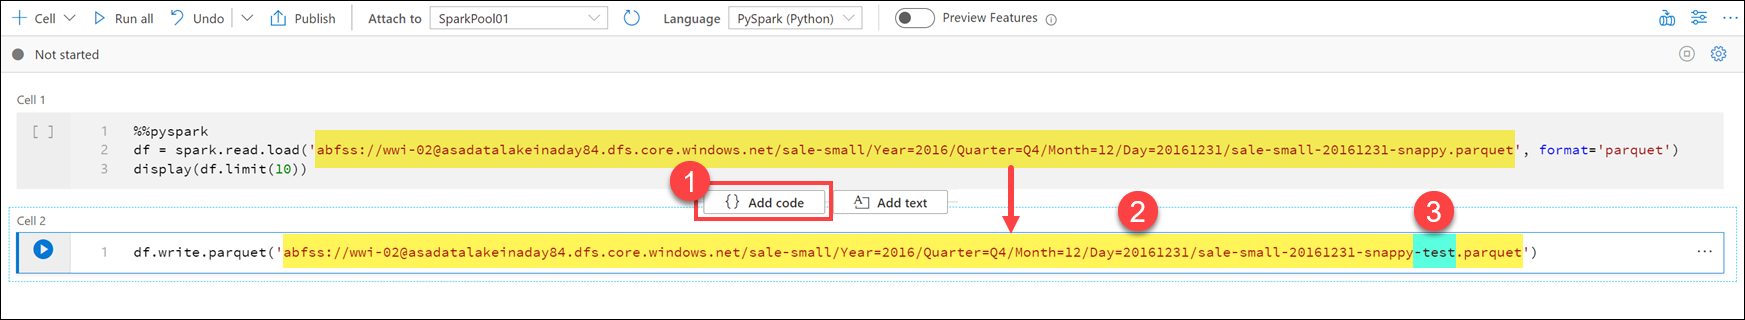 Cell Run all Undo Publish Attach to SparkPool01 Language PySpark (Python) Preview Features
Not started
Cell 1
[ ] 1 %%pyspark
2 df = spark.read.load('abfss://wwi-02@asadatalakeinaday84.dfs.core.windows.net/sale-small/Year=2016/Quarter=Q4/Month=12/Day=20161231/sale-small-20161231-snappy.parquet', format='parquet')
3 display(df.limit(10))
1 {} Add code Add text
2 3
Cell 2
1 df.write.parquet('abfss://wwi-02@asadatalakeinaday84.dfs.core.windows.net/sale-small/Year=2016/Quarter=Q4/Month=12/Day=20161231/sale-small-20161231-snappy-test.parquet') ...